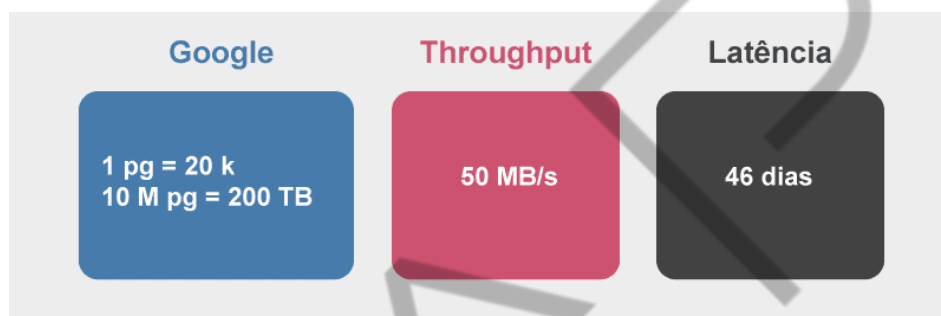 Google
Throughput
Latência
1 pg = 20 k
10 M pg = 200 TB
50 MB/s
46 dias